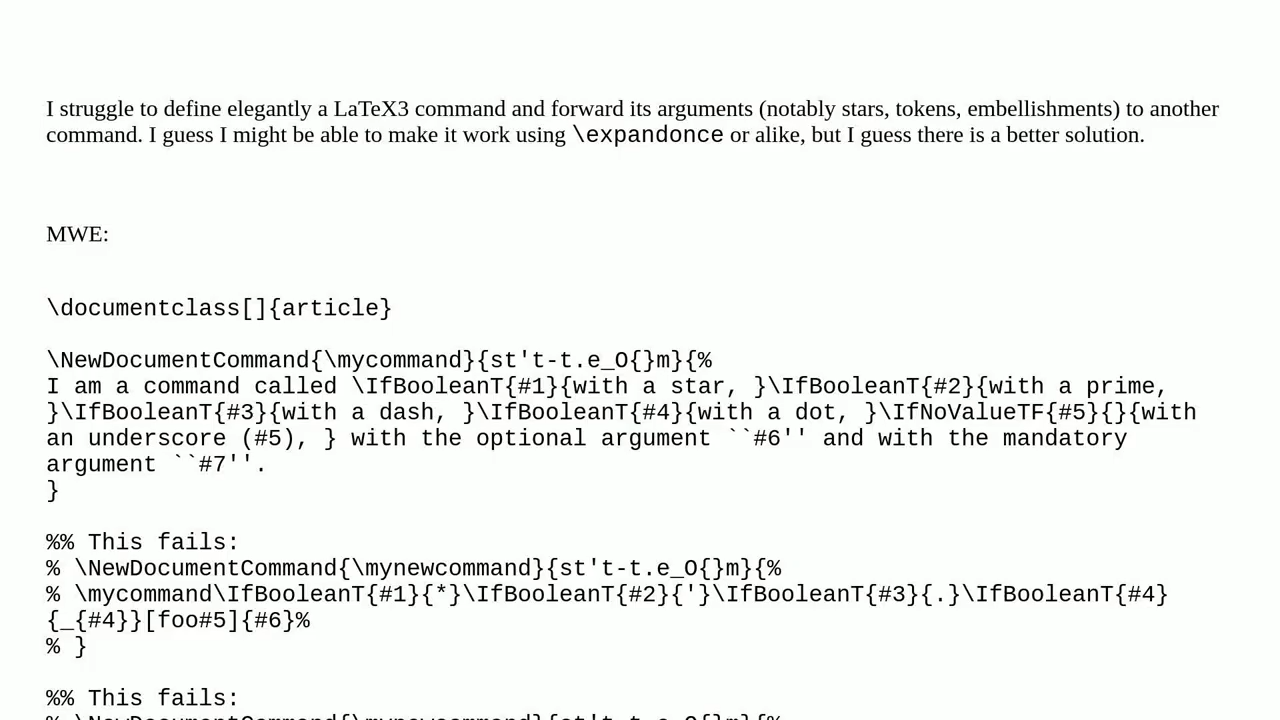 I struggle to define elegantly a LaTeX3 command and forward its arguments (notably stars, tokens, embellishments) to another
command. I guess I might be able to make it work using \expandonce or alike, but I guess there is a better solution.
MWE:
\documentclass[]{article}
\NewDocumentCommand{\mycommand}{st't-t.e_O{}m}{%
I am a command called \IfBooleanT{#1}{with a star, }\IfBooleanT{#2}{with a prime,
}\IfBooleanT{#3}{with a dash, }\IfBooleanT{#4}{with a dot, }\IfNoValueTF{#5}{}{with
an underscore (#5), } with the optional argument ``#6'' and with the mandatory
argument ``#7''.
}
%% This fails:
% \NewDocumentCommand{\mynewcommand}{st't-t.e_O{}m}{%
% \mycommand\IfBooleanT{#1}{*}\IfBooleanT{#2}{'}\IfBooleanT{#3}{.}\IfBooleanT{#4}
{_{#4}}[foo#5]{#6}%
% }
%% This fails:
% \NewDocumentCommand{\mynewcommand}{st't-t.e_O{}m}{%